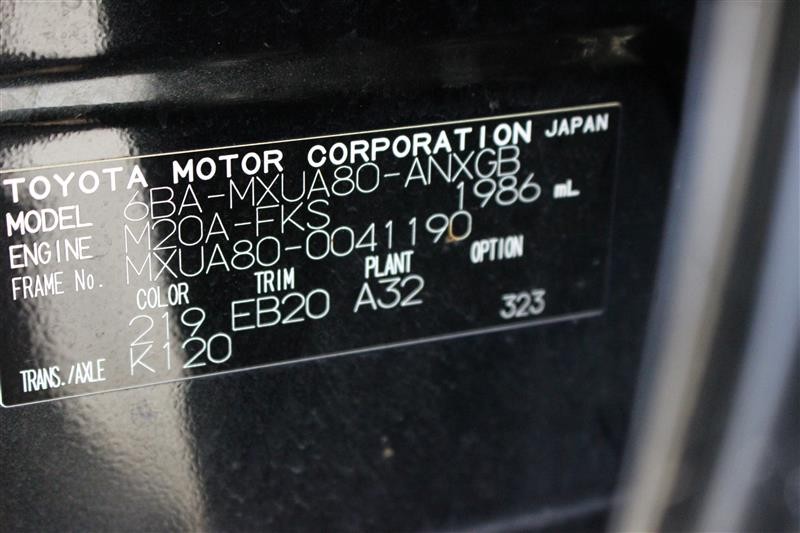 TOYOTA MOTOR CORPORATION JAPAN
MODEL 6BA-MXUA80-ANXGB
ENGINE M20A-FKS 1986 mL
FRAME No. MXUA80-0041190
COLOR TRIM PLANT OPTION
219 EB20 A32 323
TRANS./AXLE K120